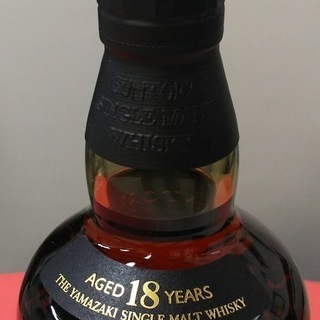 SUNTORY
SINGLE MALT
WHISKY
AGED 18 YEARS
THE YAMAZAKI SINGLE MALT WHISKY